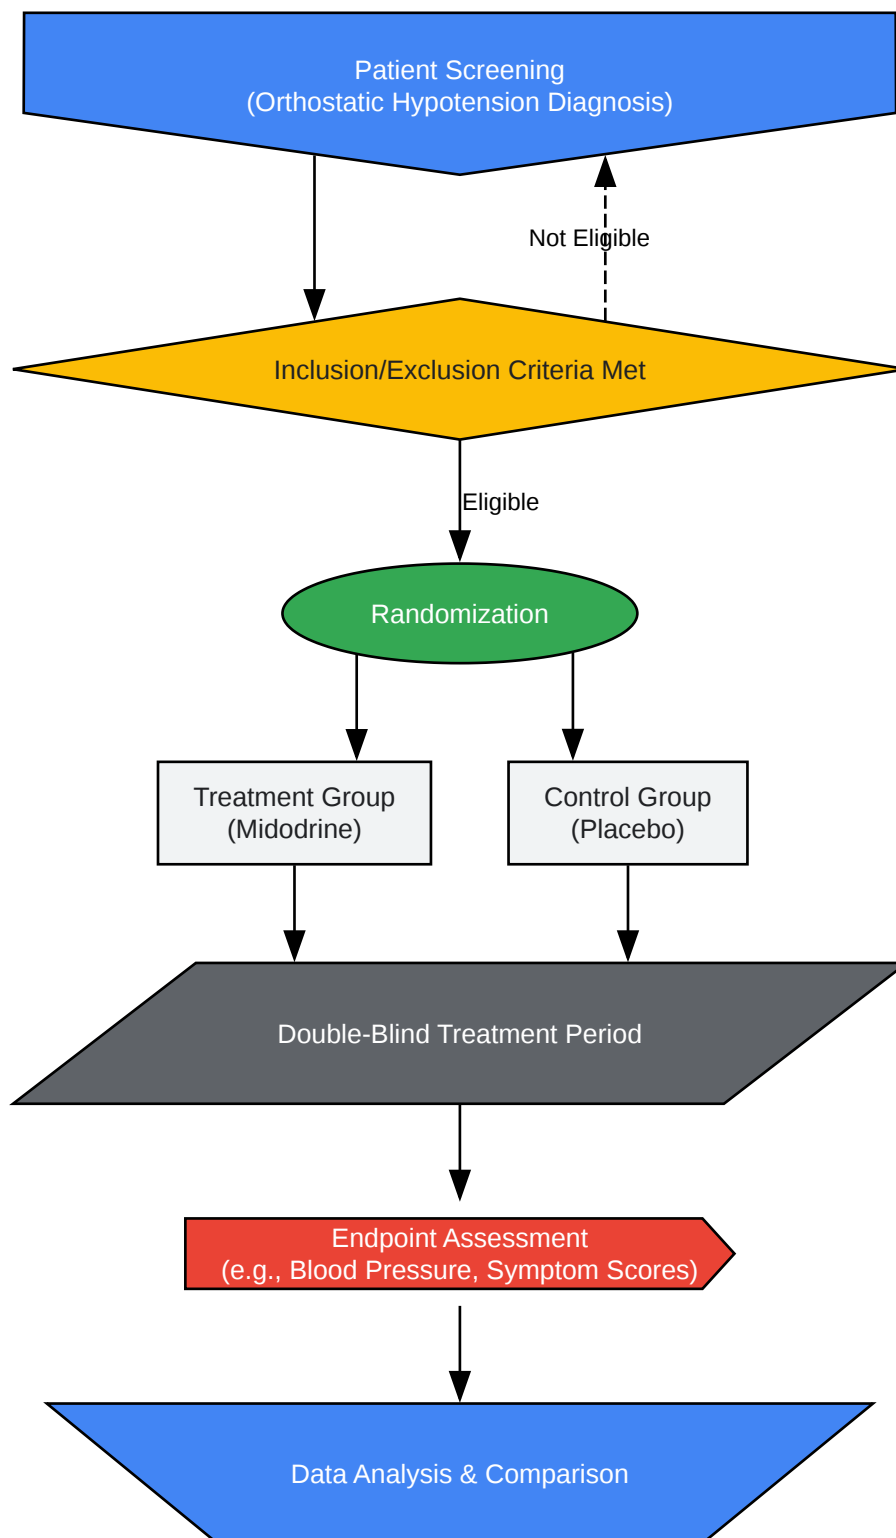 Patient Screening
(Orthostatic Hypotension Diagnosis)
Not Eligible
Inclusion/Exclusion Criteria Met
Eligible
Randomization
Treatment Group
(Midodrine)
Control Group
(Placebo)
Double-Blind Treatment Period
Endpoint Assessment
(e.g., Blood Pressure, Symptom Scores)
Data Analysis & Comparison